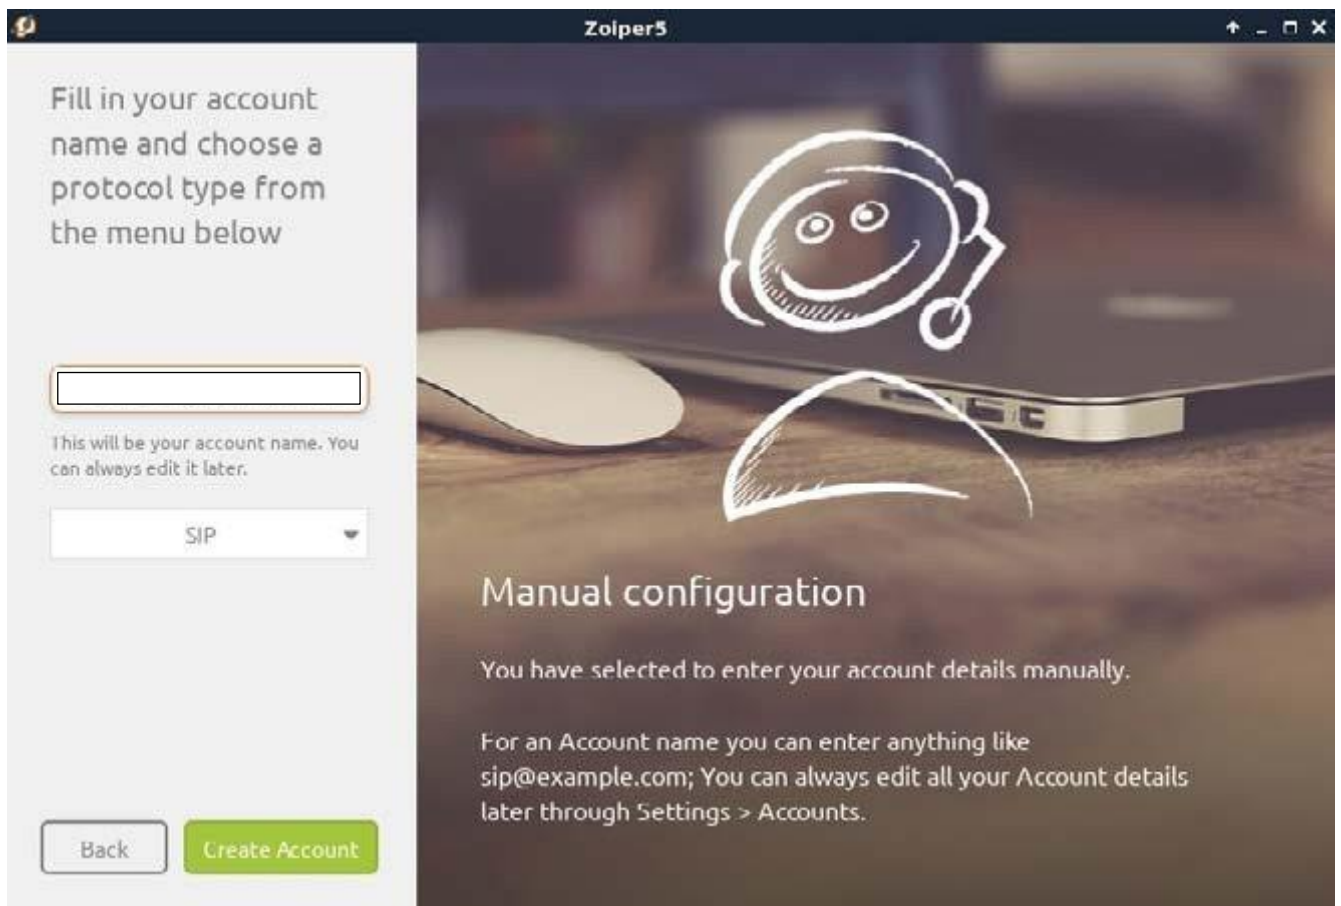 Zoiper5
Fill in your account
name and choose a
protocol type from
the menu below
This will be your account name. You
can always edit it later.
SIP
Back
Create Account
Manual configuration
You have selected to enter your account details manually.
For an Account name you can enter anything like
sip@example.com; You can always edit all your Account details
later through Settings > Accounts.